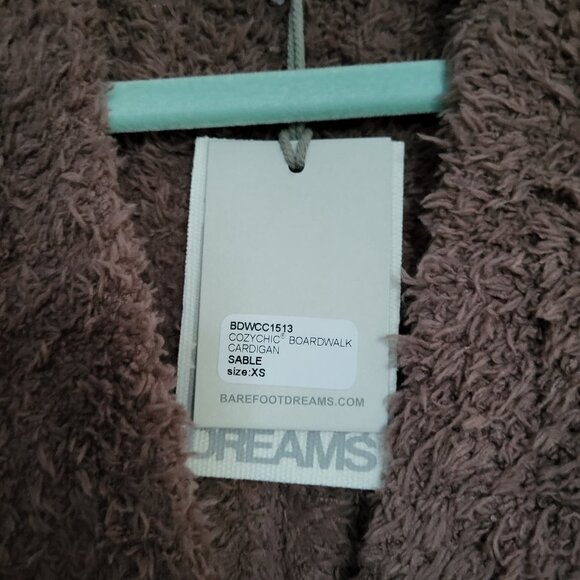 BDWCC1513
COZYCHIC® BOARDWALK
CARDIGAN
SABLE
size:XS
BAREFOOTDREAMS.COM
DREAMS